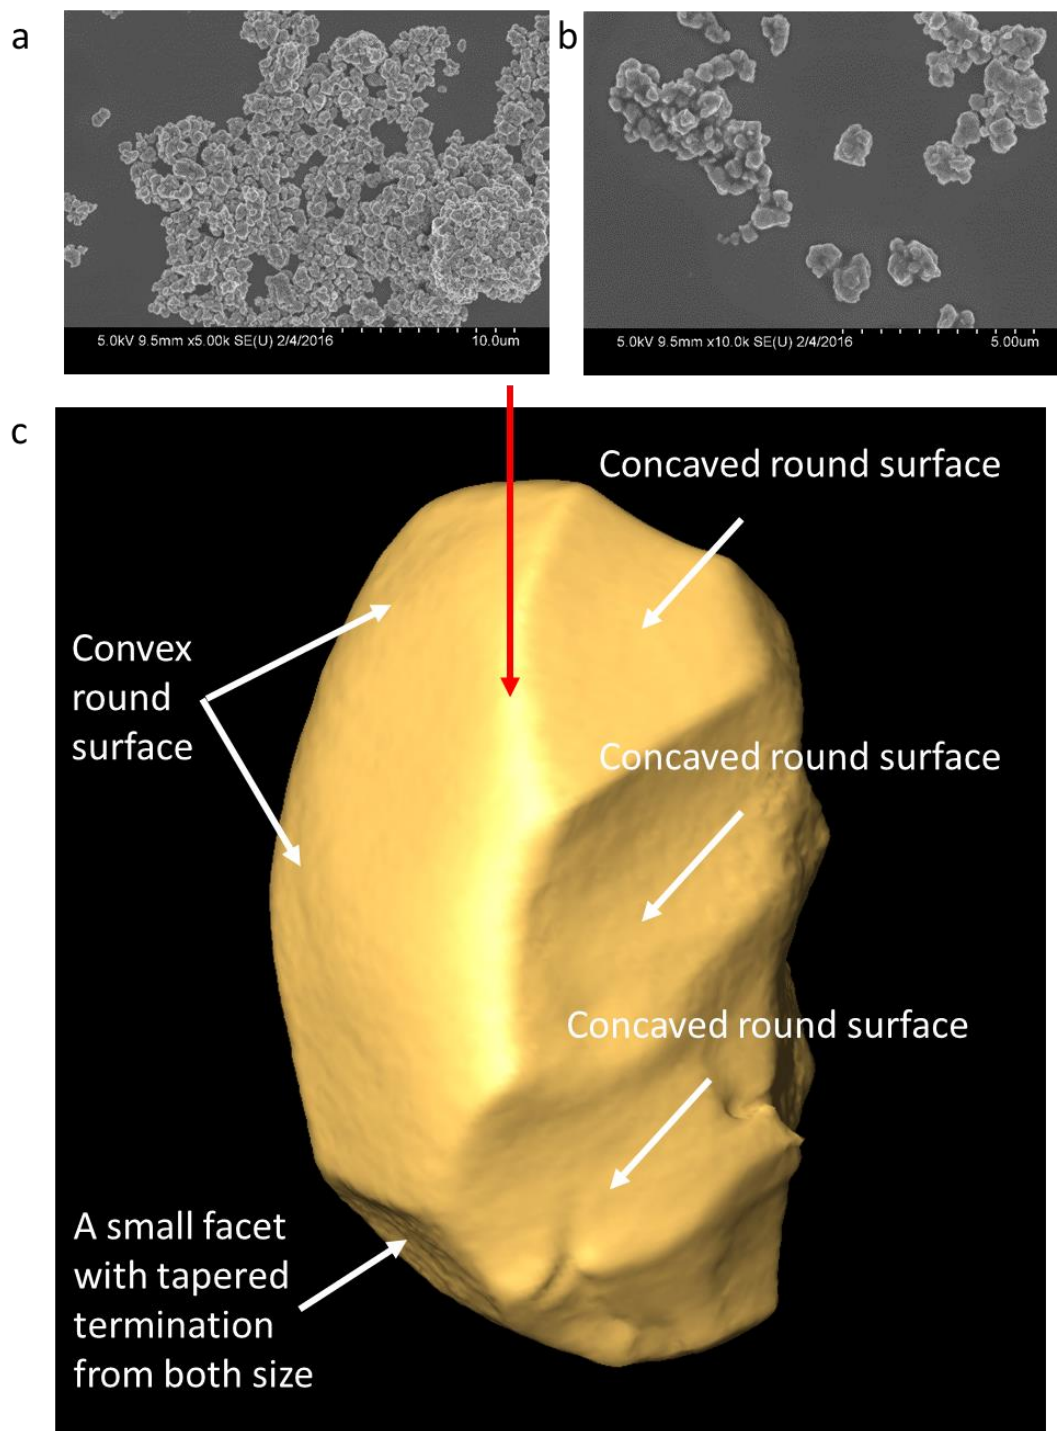 a
b
5.0kV 9.5mm x5.00k SE(U) 2/4/2016 10.0um
5.0kV 9.5mm x10.0k SE(U) 2/4/2016 5.00um
c
Concaved round surface
Convex
round
surface
Concaved round surface
Concaved round surface
A small facet
with tapered
termination
from both size